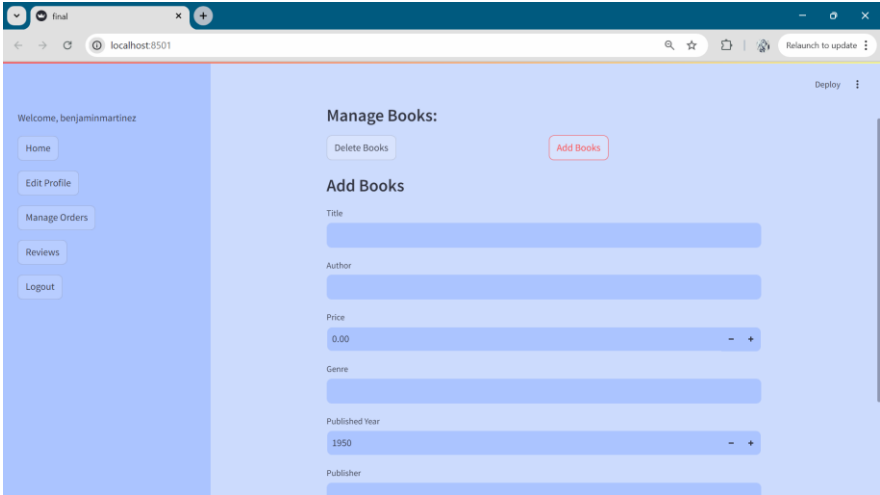 final
localhost:8501
Relaunch to update
Deploy
Welcome, benjaminmartinez
Home
Edit Profile
Manage Orders
Reviews
Logout
Manage Books:
Delete Books
Add Books
Add Books
Title
Author
Price
0.00
Genre
Published Year
1950
Publisher